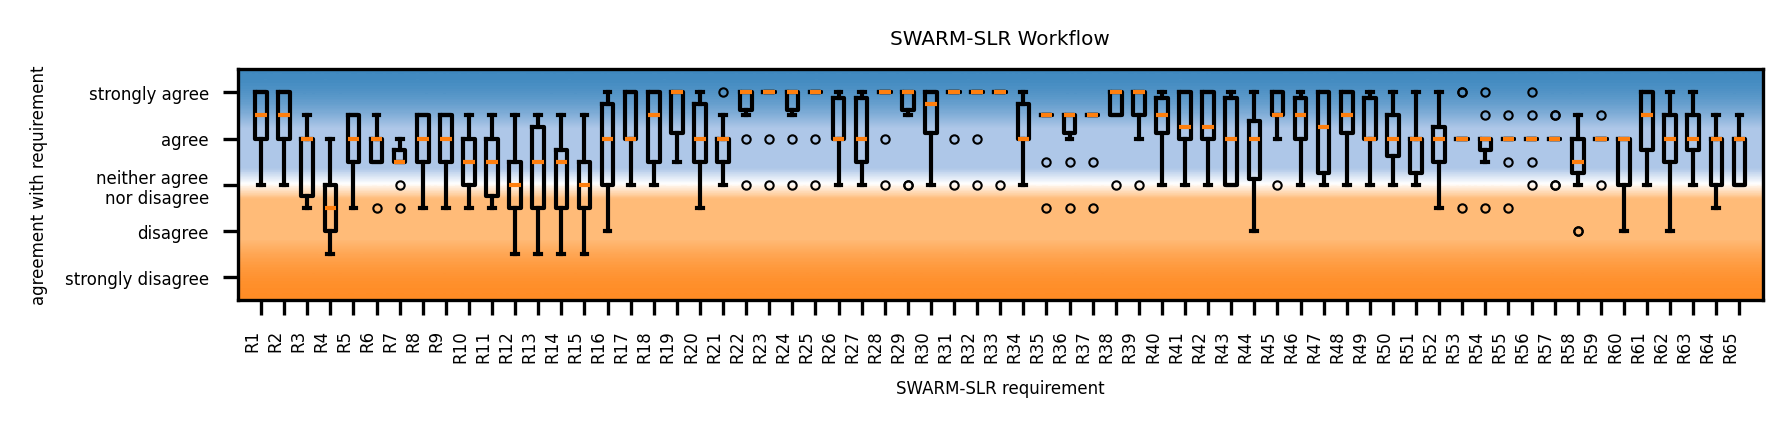 SWARM-SLR Workflow
agreement with requirement
strongly agree
agree
neither agree
nor disagree
disagree
strongly disagree
R1 R2 R3 R4 R5 R6 R7 R8 R9 R10 R11 R12 R13 R14 R15 R16 R17 R18 R19 R20 R21 R22 R23 R24 R25 R26 R27 R28 R29 R30 R31 R32 R33 R34 R35 R36 R37 R38 R39 R40 R41 R42 R43 R44 R45 R46 R47 R48 R49 R50 R51 R52 R53 R54 R55 R56 R57 R58 R59 R60 R61 R62 R63 R64 R65
SWARM-SLR requirement